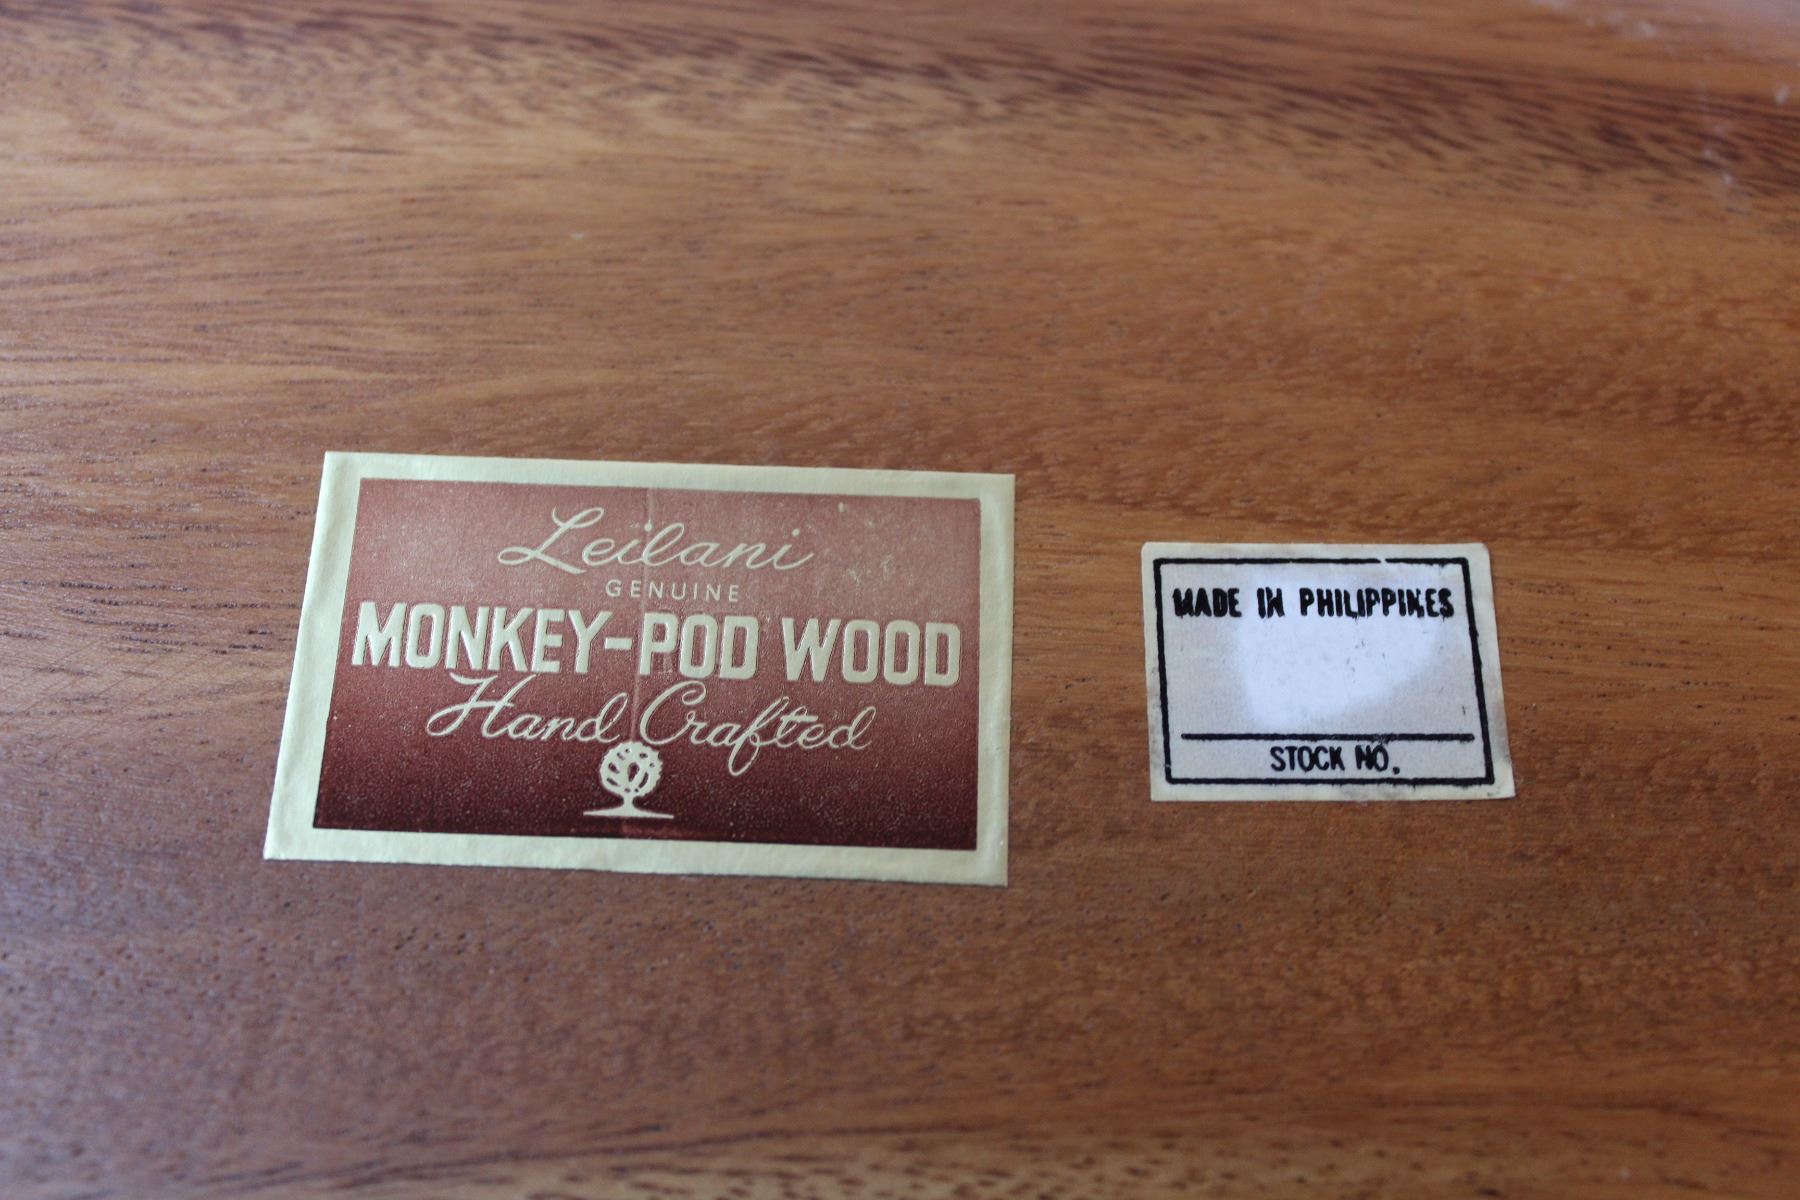 Leilani
GENUINE
MONKEY-POD WOOD
Hand Crafted
MADE IN PHILIPPINES
STOCK NO.